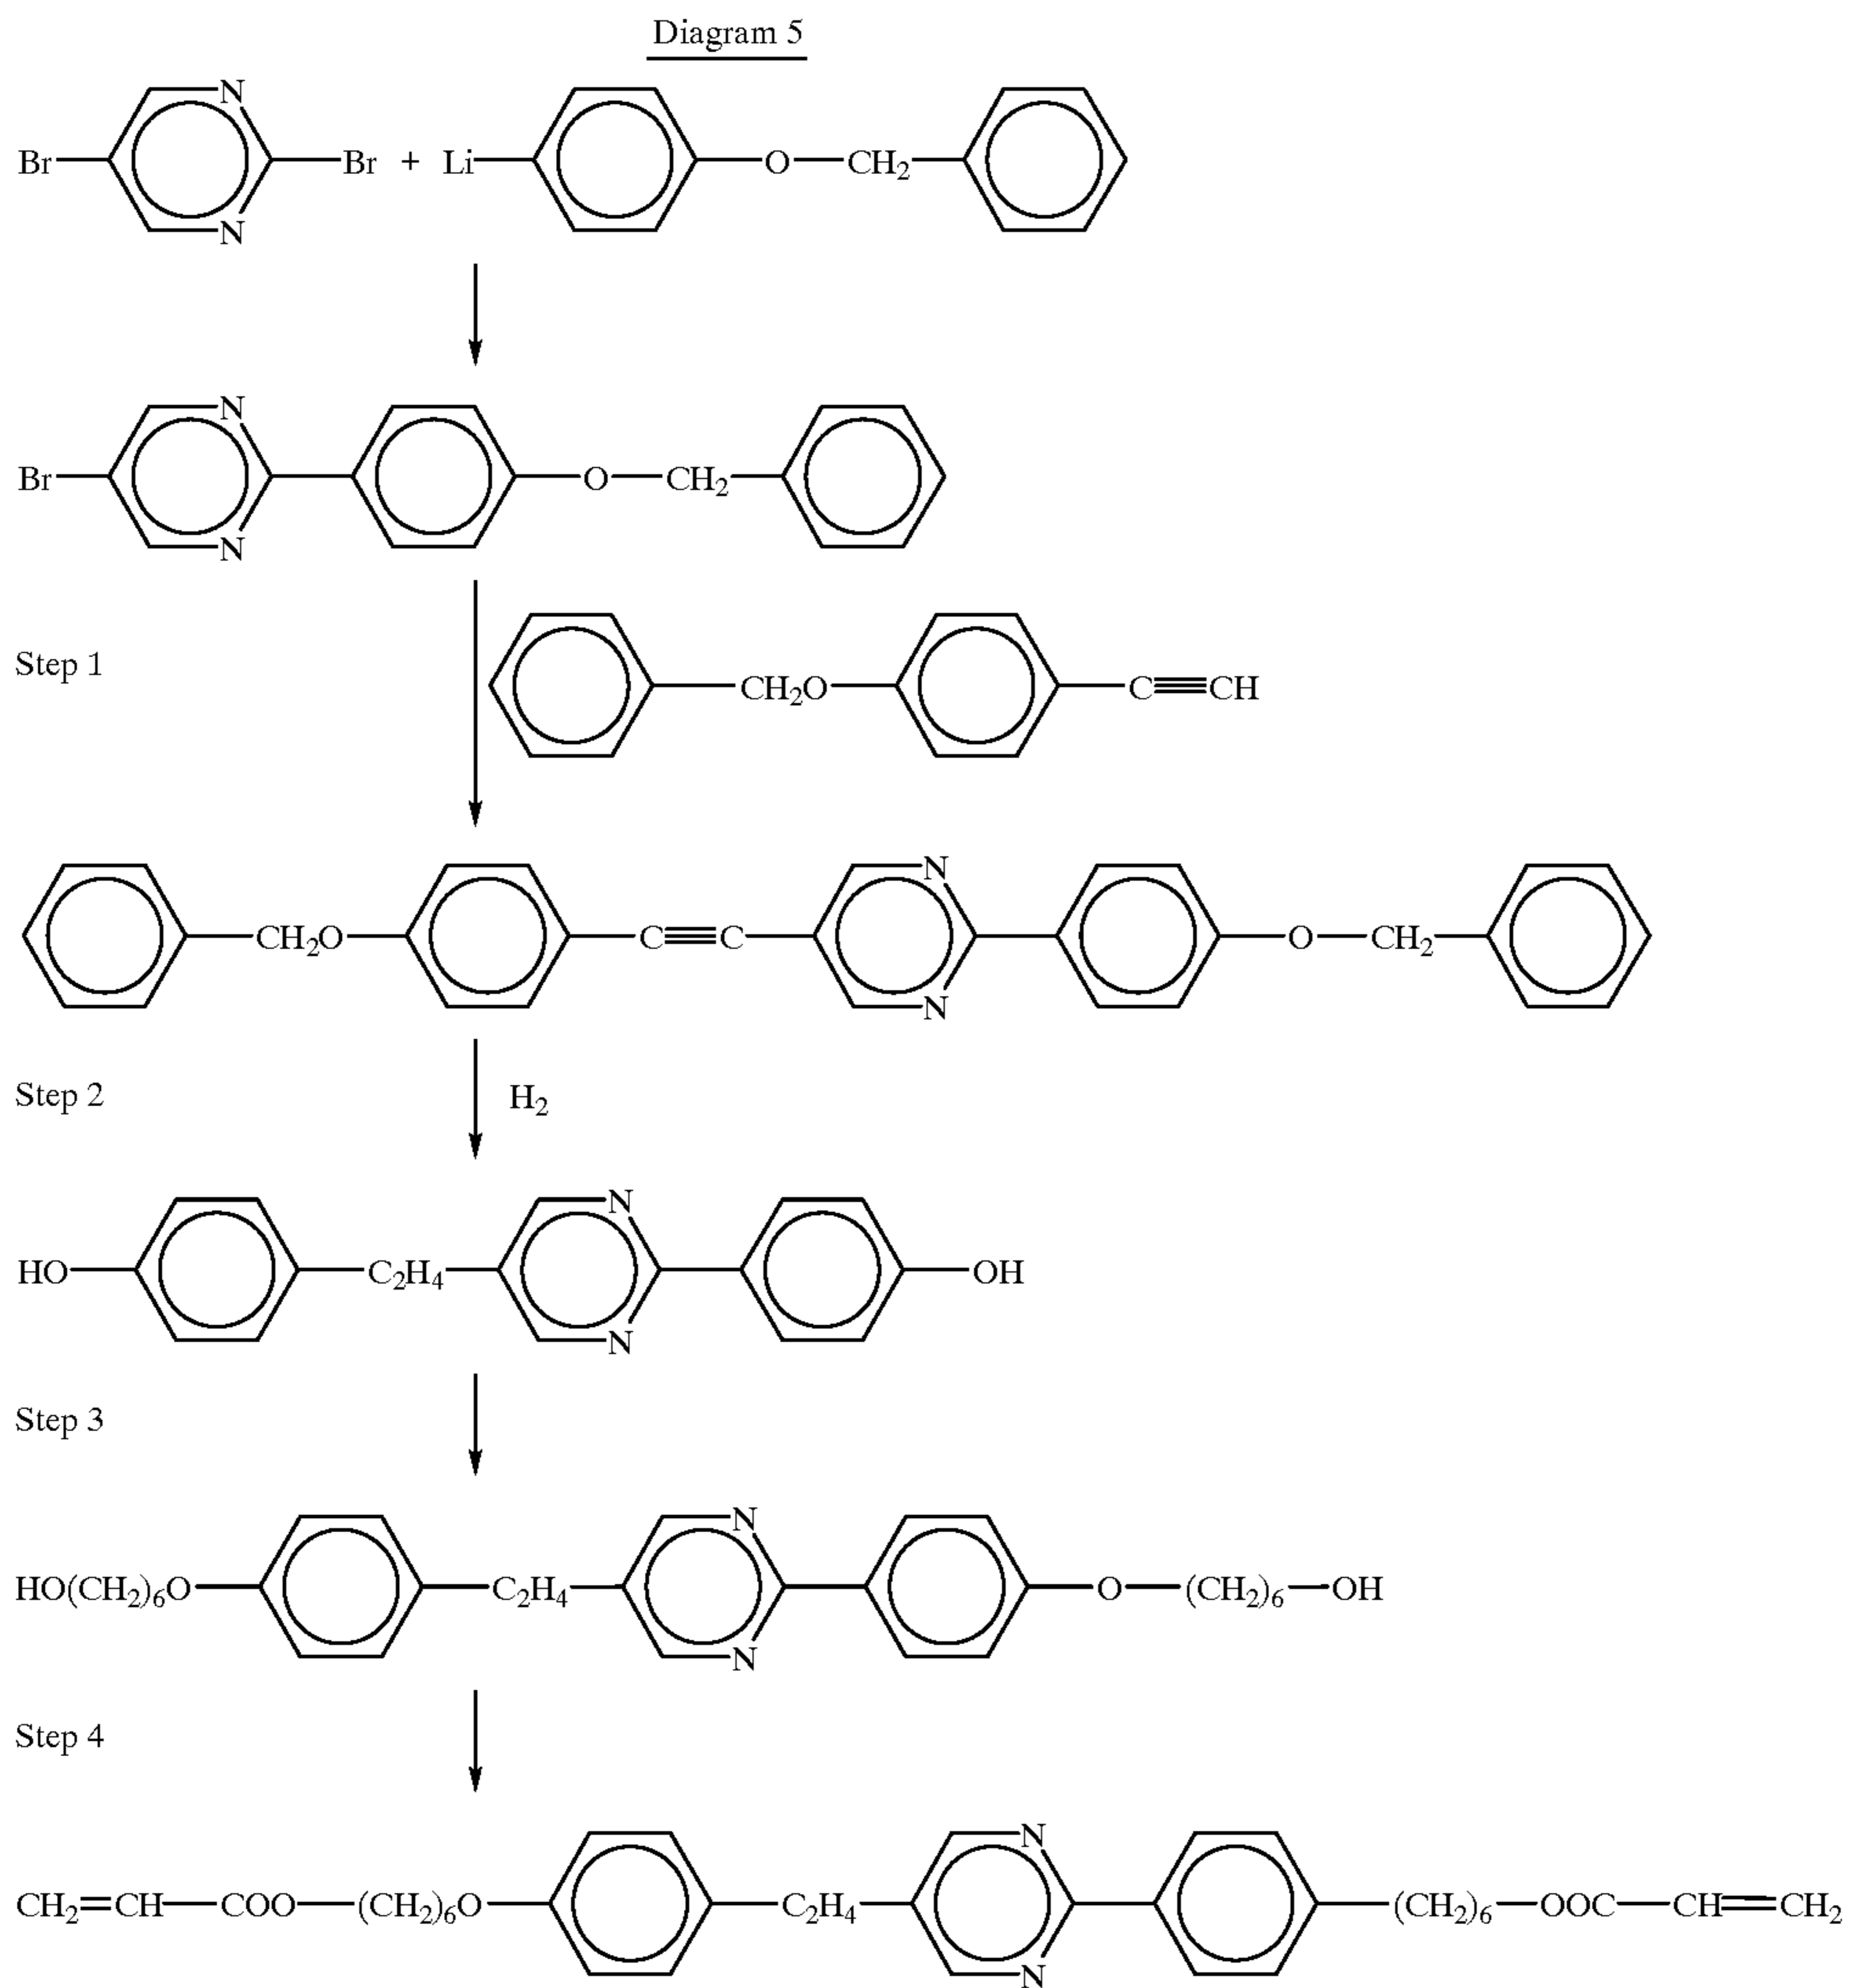 Diagram 5
N
Br Br + Li O CH2
N
N
Br O CH2
N
Step 1
CH2O C CH
N
CH2O C C O CH2
N
Step 2
H2
N
HO C2H4 OH
N
Step 3
N
HO(CH2)6O C2H4 O (CH2)6 OH
N
Step 4
N
CH2 CH COO (CH2)6O C2H4 (CH2)6 OOC CH CH2
N